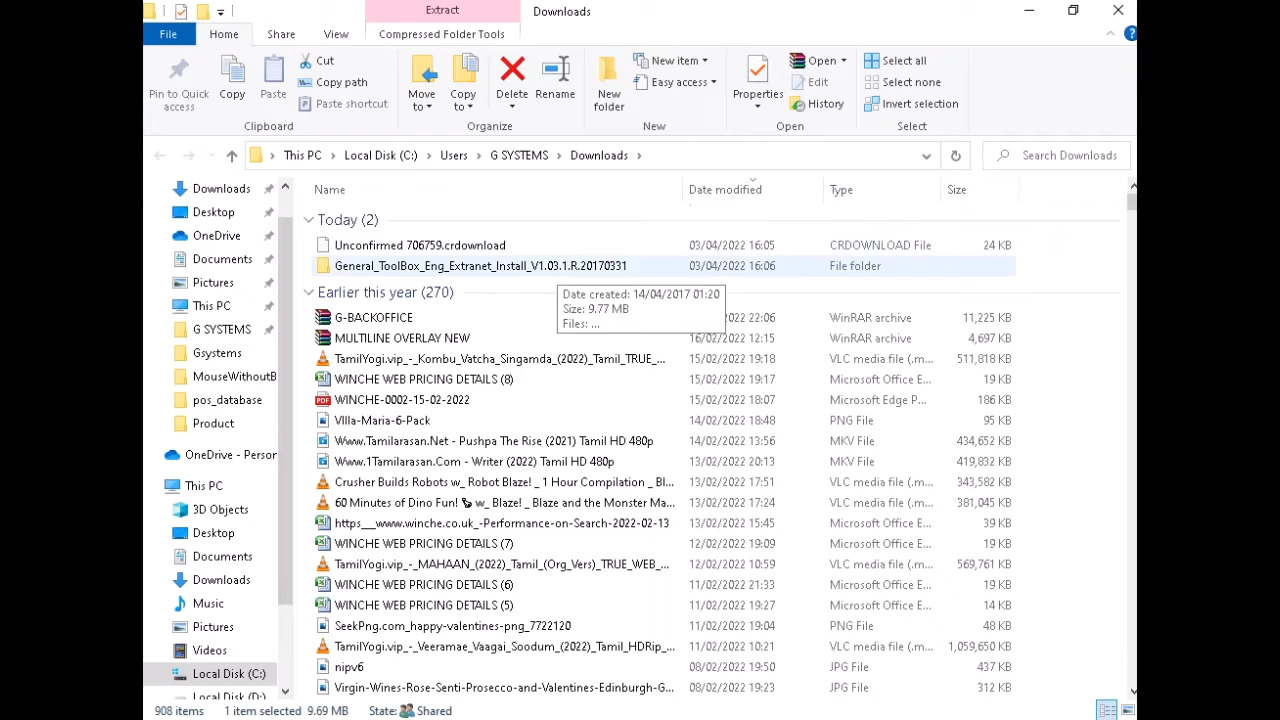 Extract
Downloads
File
Home
Share
View
Compressed Folder Tools
Pin to Quick access
Copy
Paste
Cut
Copy path
Paste shortcut
Clipboard
Move to
Copy to
Delete
Rename
Organize
New folder
New item
Easy access
New
Properties
Open
Edit
History
Open
Select all
Select none
Invert selection
Select
This PC > Local Disk (C:) > Users > G SYSTEMS > Downloads >
Search Downloads
Downloads
Desktop
OneDrive
Documents
Pictures
This PC
G SYSTEMS
Gsystems
MouseWithoutB
pos_database
Product
OneDrive - Person
This PC
3D Objects
Desktop
Documents
Downloads
Music
Pictures
Videos
Local Disk (C:)
Local Disk (D:)
Name Date modified Type Size
Today (2)
Unconfirmed 706759.crdownload 03/04/2022 16:05 CRDOWNLOAD File 24 KB
General_ToolBox_Eng_Extranet_Install_V1.03.1.R.20170331 03/04/2022 16:06 File folder
Earlier this year (270)
Date created: 14/04/2017 01:20
Size: 9.77 MB
Files: ...
G-BACKOFFICE 22:06 WinRAR archive 11,225 KB
MULTILINE OVERLAY NEW 16/02/2022 12:15 WinRAR archive 4,697 KB
TamilYogi.vip_-_Kombu_Vatcha_Singamda_(2022)_Tamil_TRUE_... 15/02/2022 19:18 VLC media file (.m... 511,818 KB
WINCHE WEB PRICING DETAILS (8) 15/02/2022 19:17 Microsoft Office E... 19 KB
WINCHE-0002-15-02-2022 15/02/2022 18:07 Microsoft Edge P... 186 KB
VIlla-Maria-6-Pack 14/02/2022 18:48 PNG File 95 KB
Www.Tamilarasan.Net - Pushpa The Rise (2021) Tamil HD 480p 14/02/2022 13:56 MKV File 434,652 KB
Www.1Tamilarasan.Com - Writer (2022) Tamil HD 480p 13/02/2022 20:13 MKV File 419,832 KB
Crusher Builds Robots w_ Robot Blaze! _ 1 Hour Compilation _ Bl... 13/02/2022 18:12 VLC media file (.m... 343,582 KB
60 Minutes of Dino Fun! w_ Blaze! _ Blaze and the Monster Ma... 13/02/2022 17:24 VLC media file (.m... 381,045 KB
https___www.winche.co.uk_-Performance-on-Search-2022-02-13 13/02/2022 15:45 Microsoft Office E... 39 KB
WINCHE WEB PRICING DETAILS (7) 12/02/2022 19:09 Microsoft Office E... 19 KB
TamilYogi.vip_-_MAHAAN_(2022)_Tamil_(Org_Vers)_TRUE_WEB_... 12/02/2022 10:59 VLC media file (.m... 569,761 KB
WINCHE WEB PRICING DETAILS (6) 11/02/2022 21:33 Microsoft Office E... 19 KB
WINCHE WEB PRICING DETAILS (5) 11/02/2022 19:27 Microsoft Office E... 14 KB
SeekPng.com_happy-valentines-png_7722120 11/02/2022 19:04 PNG File 48 KB
TamilYogi.vip_-_Veeramae_Vaagai_Soodum_(2022)_Tamil_HDRip_... 11/02/2022 10:21 VLC media file (.m... 1,059,650 KB
nipv6 08/02/2022 19:50 JPG File 437 KB
Virgin-Wines-Rose-Senti-Prosecco-and-Valentines-Edinburgh-G... 08/02/2022 19:23 JPG File 312 KB
908 items 1 item selected 9.69 MB State: Shared